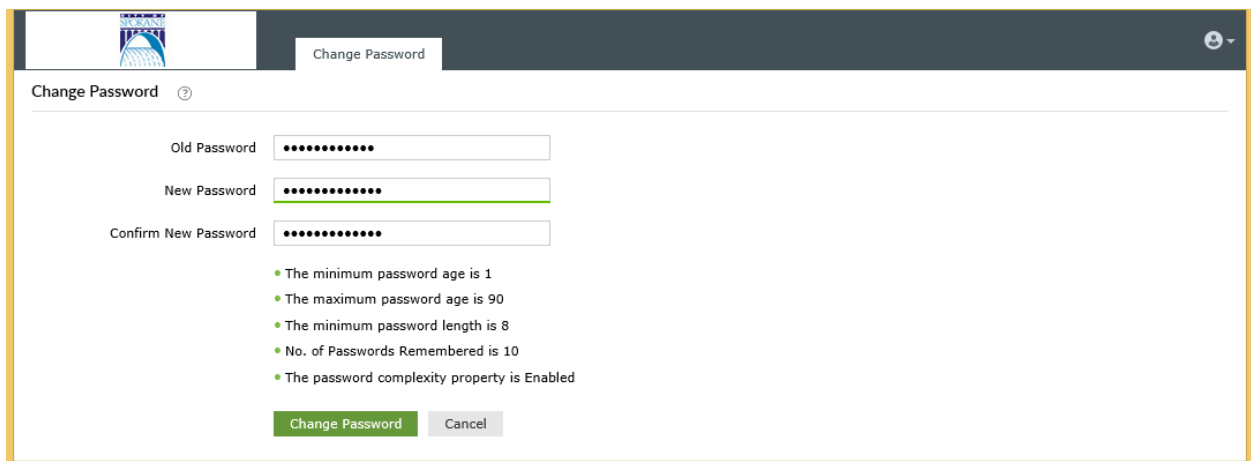 CITY OF
SPOKANE
Change Password
Change Password ?
Old Password ••••••••••••
New Password •••••••••••••
Confirm New Password •••••••••••••
• The minimum password age is 1
• The maximum password age is 90
• The minimum password length is 8
• No. of Passwords Remembered is 10
• The password complexity property is Enabled
Change Password Cancel